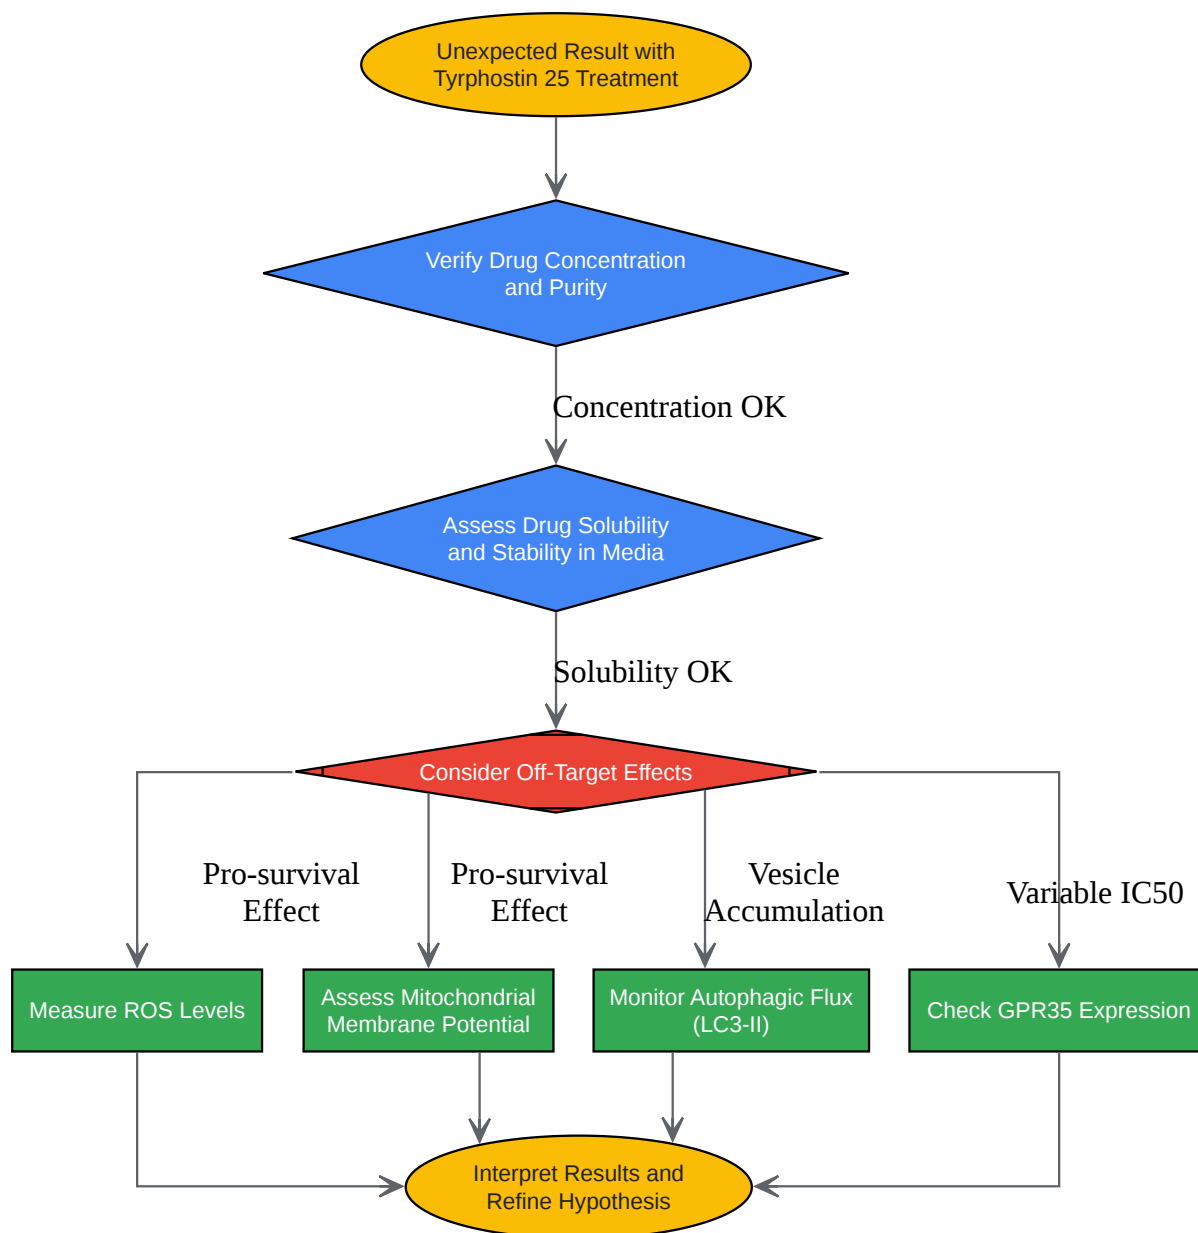 Unexpected Result with
Tyrphostin 25 Treatment
Verify Drug Concentration
and Purity
Concentration OK
Assess Drug Solubility
and Stability in Media
Solubility OK
Consider Off-Target Effects
Pro-survival
Effect
Pro-survival
Effect
Vesicle
Accumulation
Variable IC50
Measure ROS Levels
Assess Mitochondrial
Membrane Potential
Monitor Autophagic Flux
(LC3-II)
Check GPR35 Expression
Interpret Results and
Refine Hypothesis